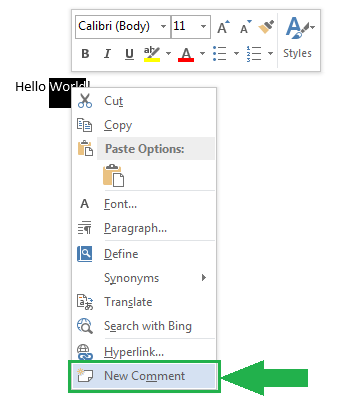 Calibri (Body) 11
B I U ab A Styles
Hello World!
Cut
Copy
Paste Options:
A Font...
Paragraph...
Define
Synonyms
Translate
Search with Bing
Hyperlink...
New Comment